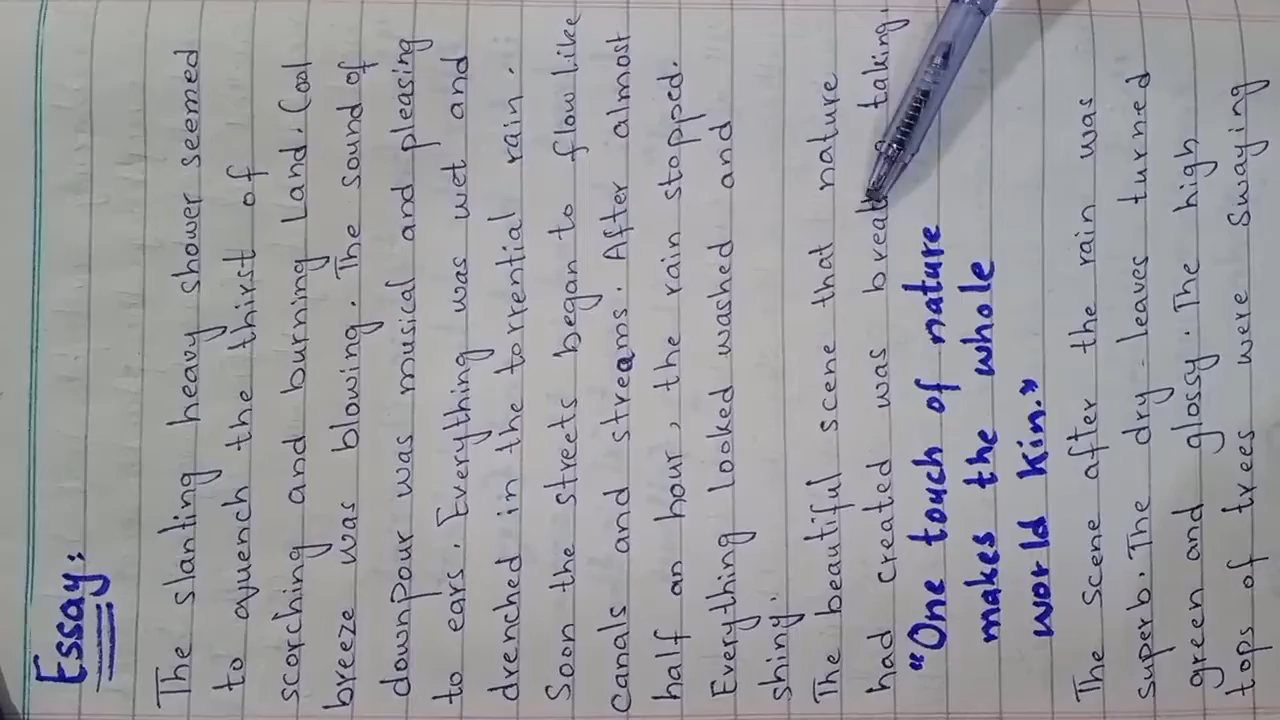 Essay:
The slanting heavy shower seemed
to quench the thirst of
scorching and burning Land. Cool
breeze was blowing. The sound of
downpour was musical and pleasing
to ears. Everything was wet and
drenched in the torrential rain.
Soon the streets began to flow like
canals and streams. After almost
half an hour, the rain stopped.
Everything looked washed and
shiny.
The beautiful scene that nature
had created was breath taking.
"One touch of nature
makes the whole
world kin."
The scene after the rain was
superb. The dry leaves turned
green and glossy. The high
tops of trees were swaying